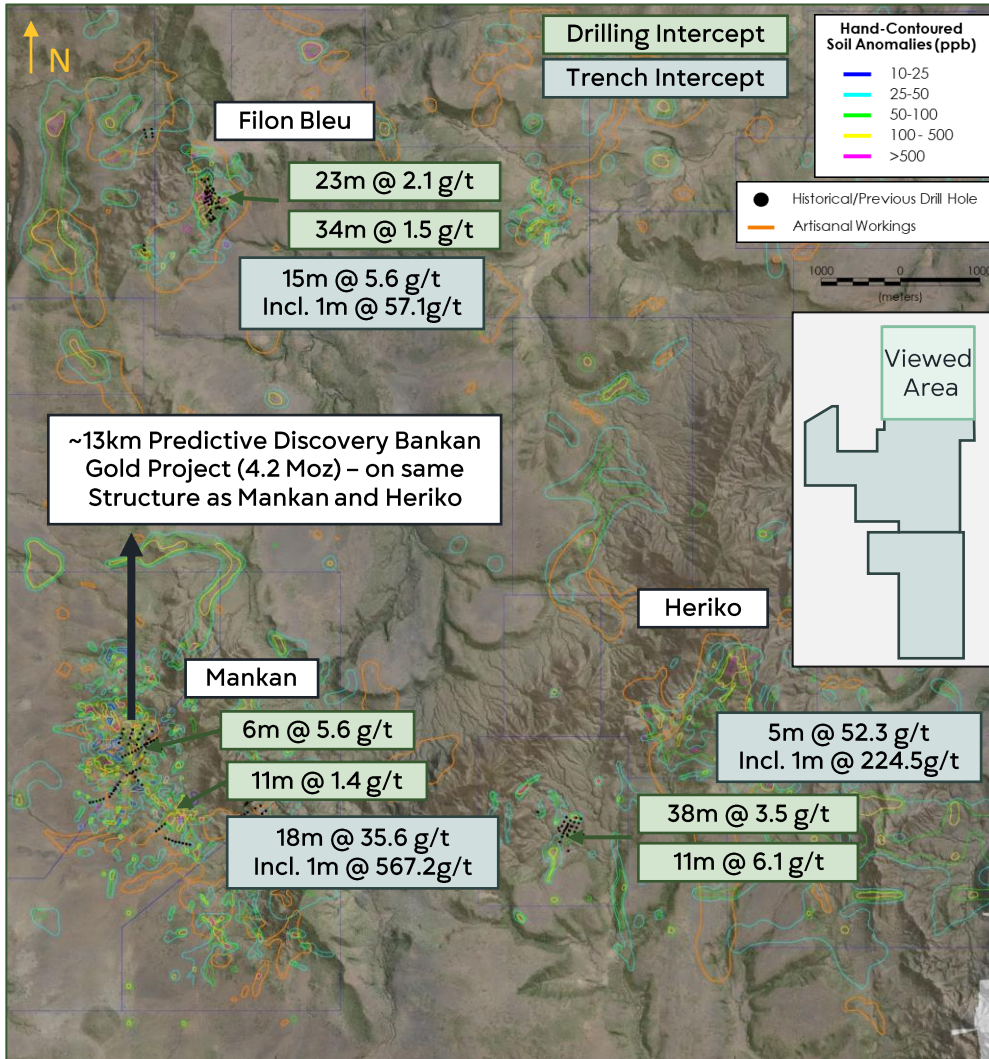 N
Drilling Intercept
Trench Intercept
Hand-Contoured
Soil Anomalies (ppb)
10-25
25-50
50-100
100 - 500
>500
Historical/Previous Drill Hole
Artisanal Workings
1000 0 1000
(meters)
Viewed
Area
Filon Bleu
23m @ 2.1 g/t
34m @ 1.5 g/t
15m @ 5.6 g/t
Incl. 1m @ 57.1g/t
~13km Predictive Discovery Bankan
Gold Project (4.2 Moz) – on same
Structure as Mankan and Heriko
Heriko
Mankan
6m @ 5.6 g/t
11m @ 1.4 g/t
18m @ 35.6 g/t
Incl. 1m @ 567.2g/t
5m @ 52.3 g/t
Incl. 1m @ 224.5g/t
38m @ 3.5 g/t
11m @ 6.1 g/t